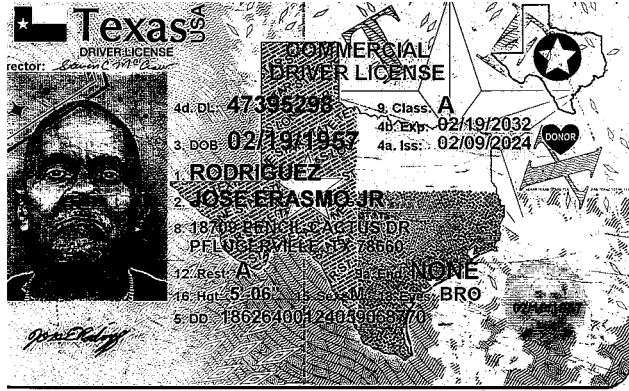 Texas USA
DRIVER LICENSE
COMMERCIAL
DRIVER LICENSE
4d. DL: 47395298 9. Class: A
4b. Exp: 02/19/2032
3. DOB: 02/19/1957 4a. Iss: 02/09/2024
DONOR
1. RODRIGUEZ
2. JOSE ERASMO JR
8. 18709 PENCIL CACTUS DR
PFLUGERVILLE, TX 78660
12. Rest: A 9a. End: NONE
16. Hgt: 5'-06" 15. Sex: M 18. Eyes: BRO
5. DD